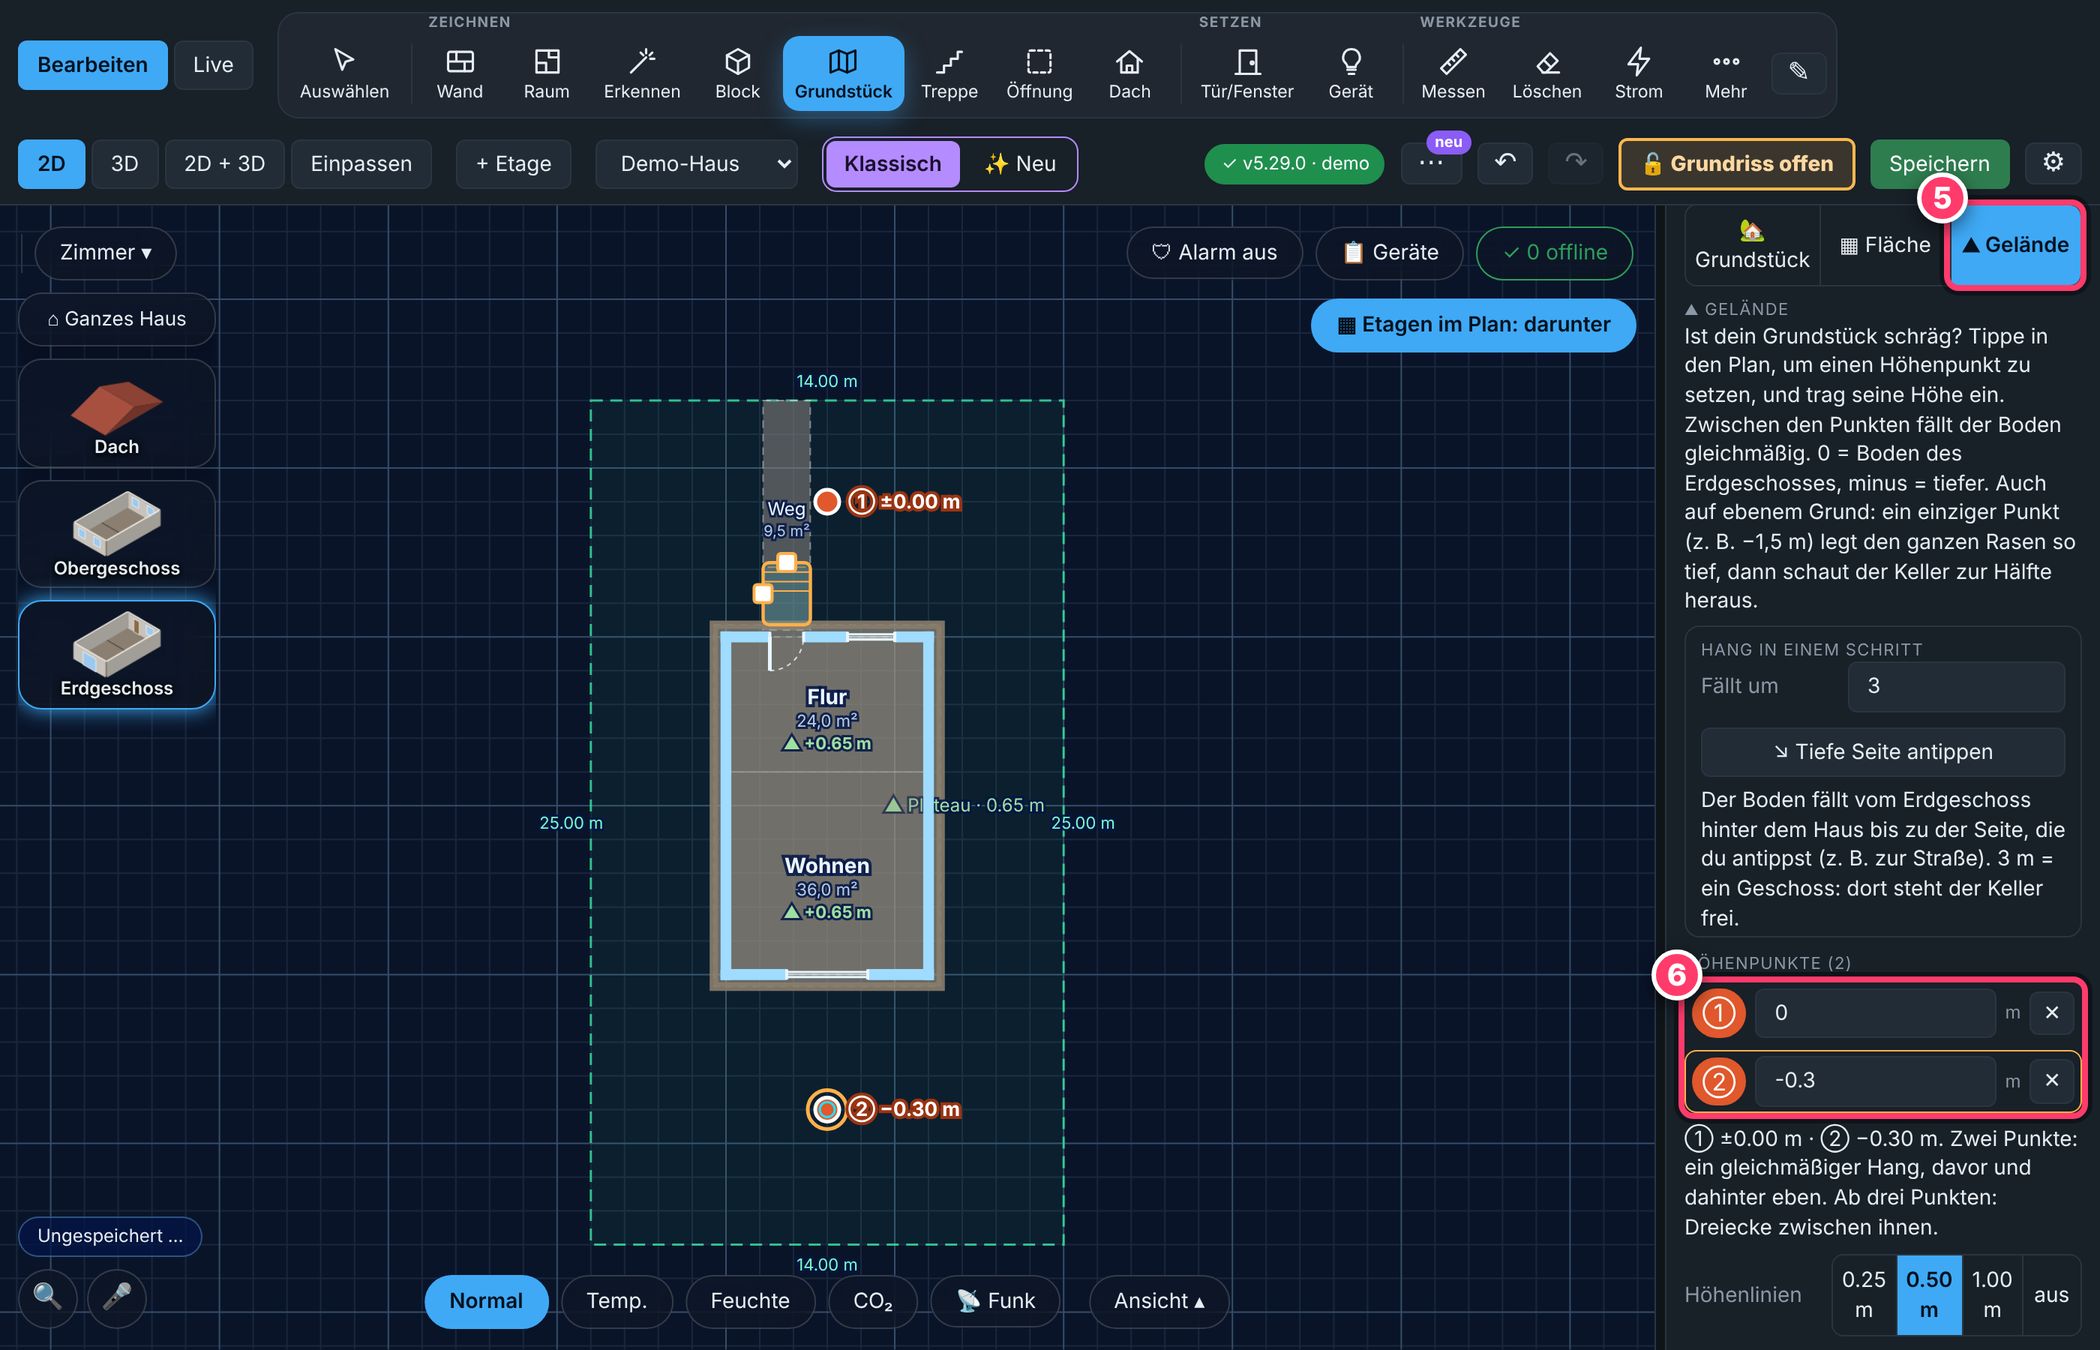 ZEICHNEN
SETZEN
WERKZEUGE
Bearbeiten
Live
Auswählen
Wand
Raum
Erkennen
Block
Grundstück
Treppe
Öffnung
Dach
Tür/Fenster
Gerät
Messen
Löschen
Strom
Mehr
2D
3D
2D + 3D
Einpassen
+ Etage
Demo-Haus
Klassisch
✨ Neu
✓ v5.29.0 · demo
neu
🔓 Grundriss offen
Speichern
5
Zimmer ▾
🛡 Alarm aus
📋 Geräte
✓ 0 offline
▦ Etagen im Plan: darunter
⌂ Ganzes Haus
Dach
Obergeschoss
Erdgeschoss
14.00 m
① ±0.00 m
Weg
9,5 m²
Flur
24,0 m²
▲ +0.65 m
▲ Plateau · 0.65 m
25.00 m
25.00 m
Wohnen
36,0 m²
▲ +0.65 m
② −0.30 m
14.00 m
Ungespeichert ...
Normal
Temp.
Feuchte
CO₂
📡 Funk
Ansicht ▴
🏡 Grundstück
▦ Fläche
▲ Gelände
▲ GELÄNDE
Ist dein Grundstück schräg? Tippe in
den Plan, um einen Höhenpunkt zu
setzen, und trag seine Höhe ein.
Zwischen den Punkten fällt der Boden
gleichmäßig. 0 = Boden des
Erdgeschosses, minus = tiefer. Auch
auf ebenem Grund: ein einziger Punkt
(z. B. −1,5 m) legt den ganzen Rasen so
tief, dann schaut der Keller zur Hälfte
heraus.
HANG IN EINEM SCHRITT
Fällt um
3
↘ Tiefe Seite antippen
Der Boden fällt vom Erdgeschoss
hinter dem Haus bis zu der Seite, die
du antippst (z. B. zur Straße). 3 m =
ein Geschoss: dort steht der Keller
frei.
6
ÖHENPUNKTE (2)
① 0 m ✕
② -0.3 m ✕
① ±0.00 m · ② −0.30 m. Zwei Punkte:
ein gleichmäßiger Hang, davor und
dahinter eben. Ab drei Punkten:
Dreiecke zwischen ihnen.
Höhenlinien
0.25 m
0.50 m
1.00 m
aus